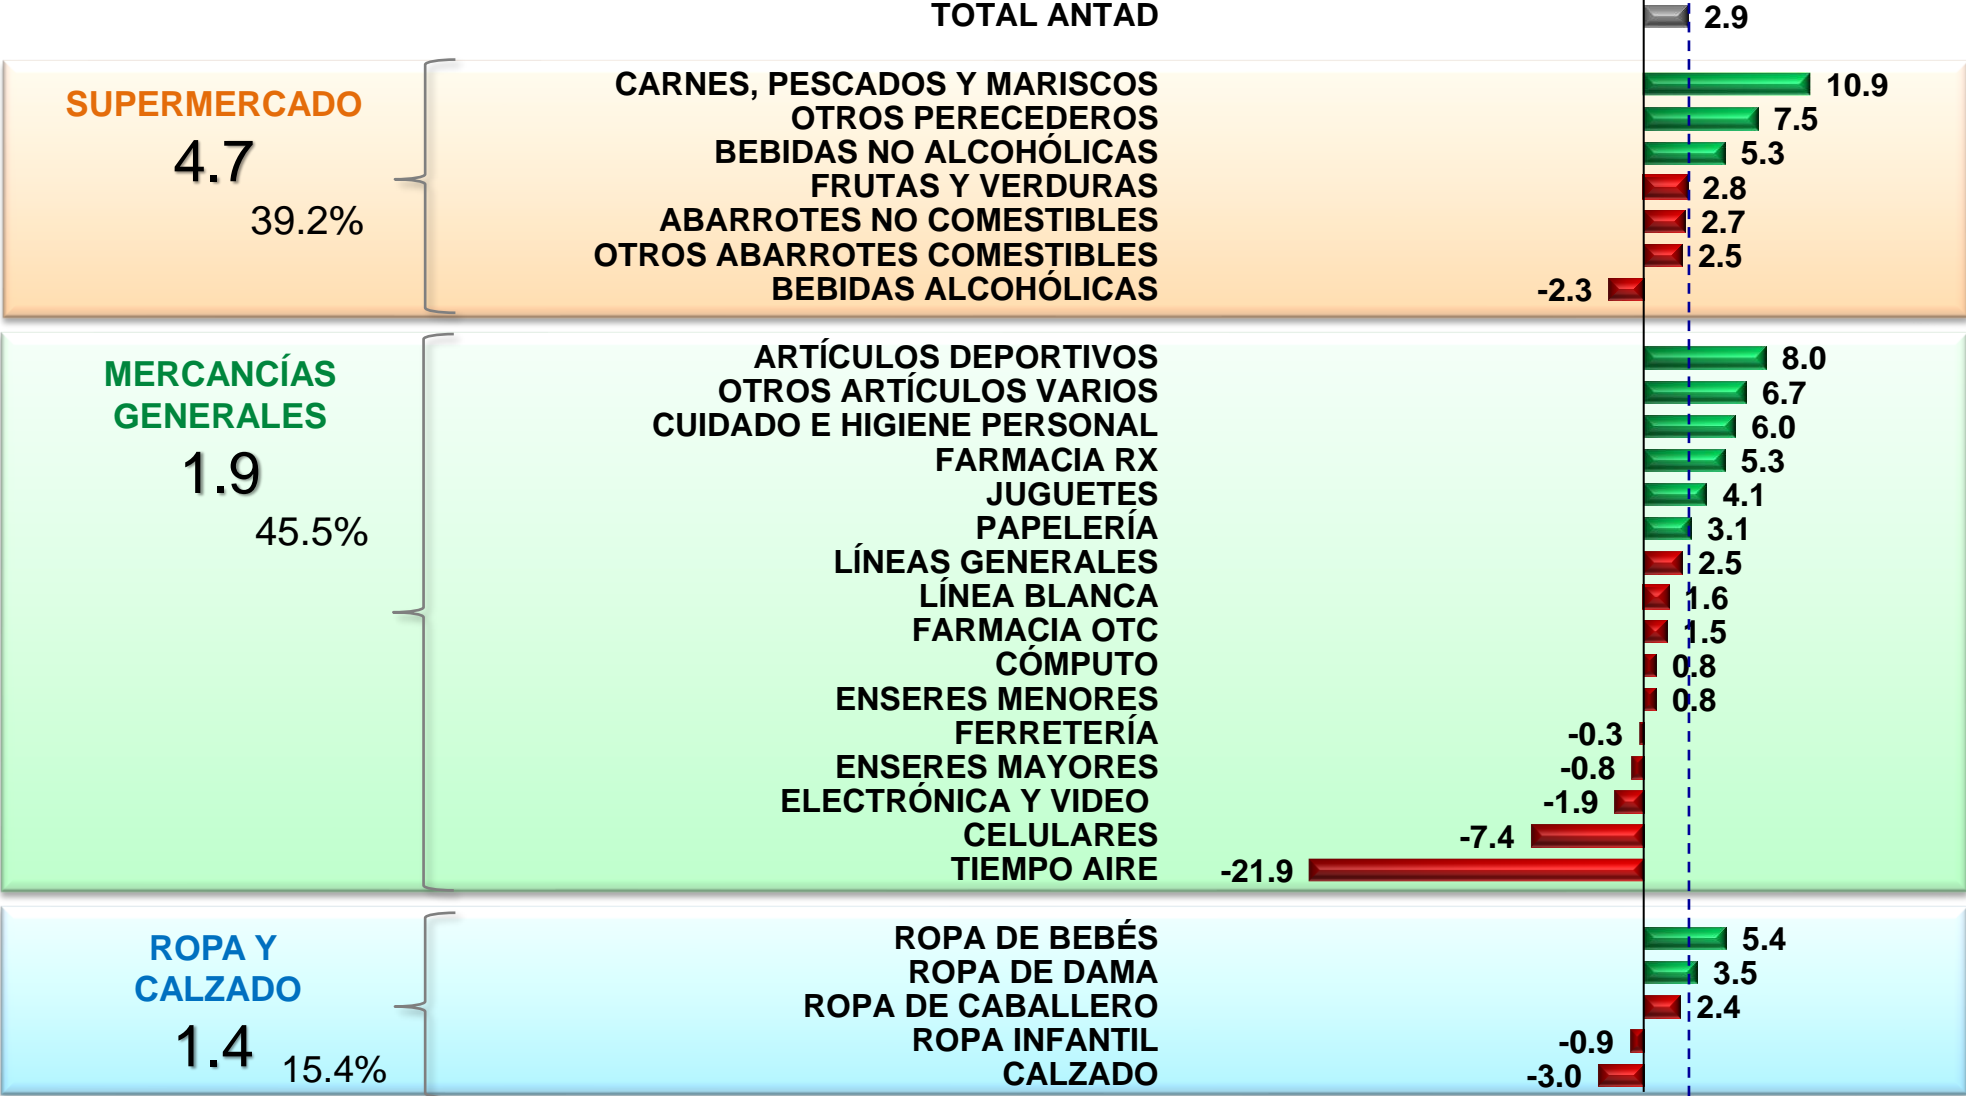 TOTAL ANTAD 2.9
SUPERMERCADO
4.7
39.2%
CARNES, PESCADOS Y MARISCOS 10.9
OTROS PERECEDEROS 7.5
BEBIDAS NO ALCOHÓLICAS 5.3
FRUTAS Y VERDURAS 2.8
ABARROTES NO COMESTIBLES 2.7
OTROS ABARROTES COMESTIBLES 2.5
BEBIDAS ALCOHÓLICAS -2.3
MERCANCÍAS
GENERALES
1.9
45.5%
ARTÍCULOS DEPORTIVOS 8.0
OTROS ARTÍCULOS VARIOS 6.7
CUIDADO E HIGIENE PERSONAL 6.0
FARMACIA RX 5.3
JUGUETES 4.1
PAPELERÍA 3.1
LÍNEAS GENERALES 2.5
LÍNEA BLANCA 1.6
FARMACIA OTC 1.5
CÓMPUTO 0.8
ENSERES MENORES 0.8
FERRETERÍA -0.3
ENSERES MAYORES -0.8
ELECTRÓNICA Y VIDEO -1.9
CELULARES -7.4
TIEMPO AIRE -21.9
ROPA Y
CALZADO
1.4
15.4%
ROPA DE BEBÉS 5.4
ROPA DE DAMA 3.5
ROPA DE CABALLERO 2.4
ROPA INFANTIL -0.9
CALZADO -3.0